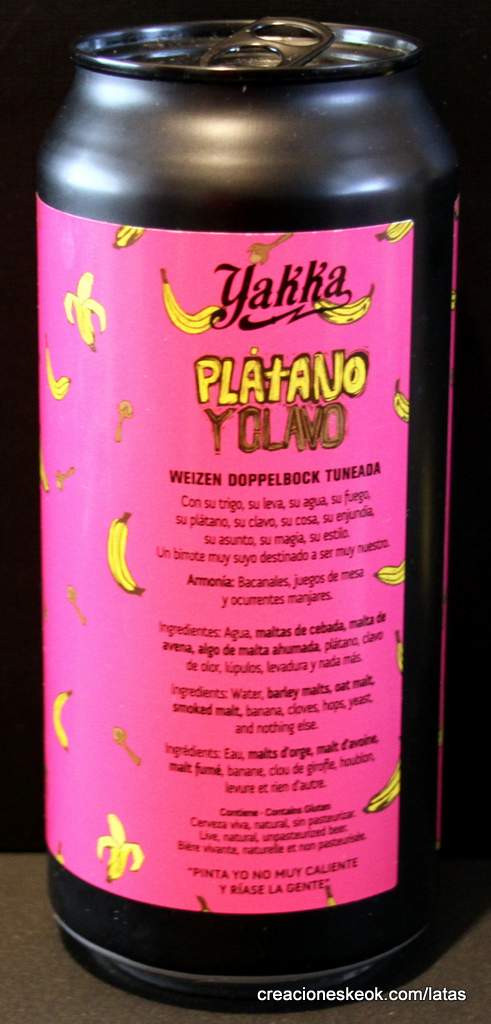 Yakka
PLÁTANO
Y CLAVO
WEIZEN DOPPELBOCK TUNEADA
Con su trigo, su leva, su agua, su fuego,
su plátano, su clavo, su cosa, su enjundia,
su asunto, su magia, su estilo.
Un birrote muy suyo destinado a ser muy nuestro.
Armonía: Bacanales, juegos de mesa
y ocurrentes manjares.
Ingredientes: Agua, maltas de cebada, malta de
avena, algo de malta ahumada, plátano, clavo
de olor, lúpulos, levadura y nada más.
Ingredients: Water, barley malts, oat malt,
smoked malt, banana, cloves, hops, yeast,
and nothing else.
Ingrédients: Eau, malts d'orge, malt d'avoine,
malt fumé, banane, clou de girofle, houblon,
levure et rien d'autre.
Contiene - Contains Gluten
Cerveza viva, natural, sin pasteurizar.
Live, natural, unpasteurized beer.
Bière vivante, naturelle et non pasteurisée.
"PINTA YO NO MUY CALIENTE
Y RÍASE LA GENTE"
creacioneskeok.com/latas